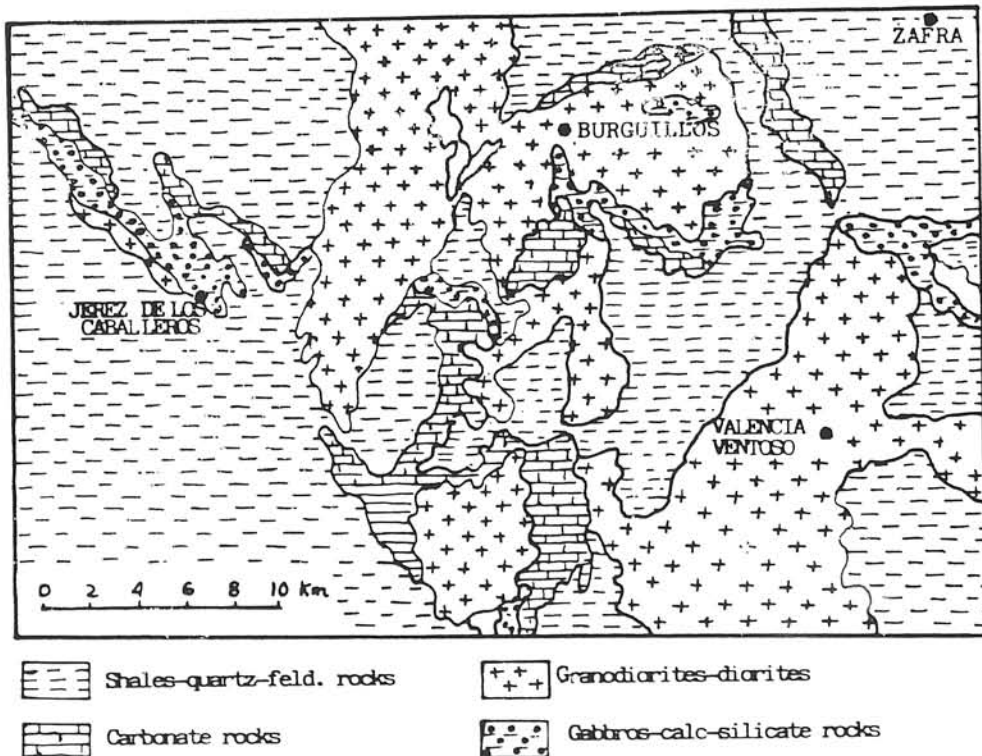 ZAFRA
BURGUILLOS
JEREZ DE LOS
CABALLEROS
VALENCIA
VENTOSO
0 2 4 6 8 10 Km
Shales-quartz-feld. rocks
Granodiorites-diorites
Carbonate rocks
Gabbros-calc-silicate rocks